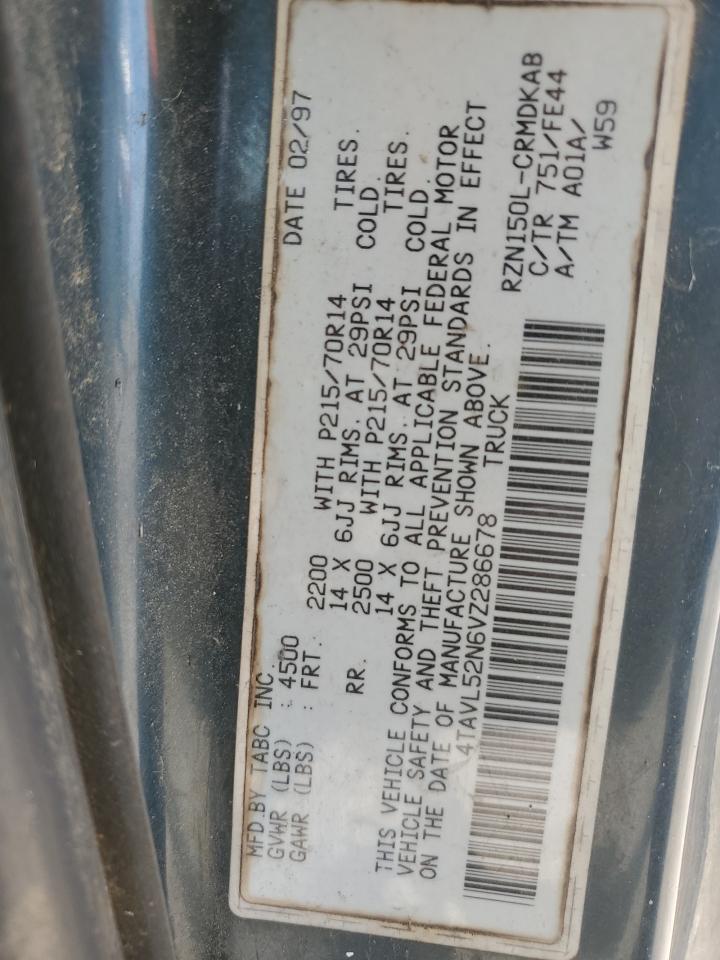 MFD.BY TABC INC. DATE 02/97
GVWR (LBS) : 4500
GAWR (LBS) : FRT. 2200 WITH P215/70R14 TIRES.
14 X 6JJ RIMS. AT 29PSI COLD.
RR. 2500 WITH P215/70R14 TIRES.
14 X 6JJ RIMS. AT 29PSI COLD.
THIS VEHICLE CONFORMS TO ALL APPLICABLE FEDERAL MOTOR
VEHICLE SAFETY AND THEFT PREVENTION STANDARDS IN EFFECT
ON THE DATE OF MANUFACTURE SHOWN ABOVE.
4TAVL52N6VZ286678 TRUCK
RZN150L-CRMDKAB
C/TR 751/FE44
A/TM A01A/
W59